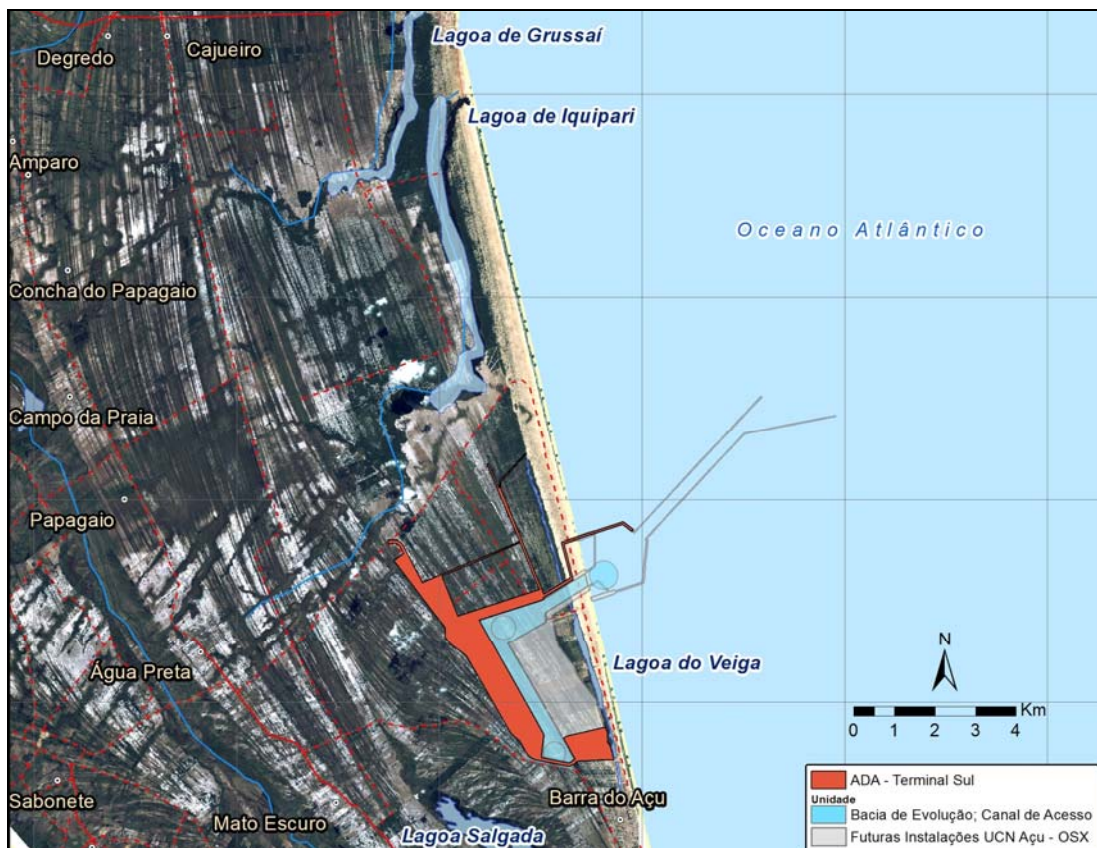 Lagoa de Grussaí
Degredo
Cajueiro
Lagoa de Iquipari
Amparo
Oceano Atlântico
Concha do Papagaio
Campo da Praia
Papagaio
Água Preta
Lagoa do Veiga
N
Km
0 1 2 3 4
Sabonete
Mato Escuro
Barra do Açu
Lagoa Salgada
ADA - Terminal Sul
Unidade
Bacia de Evolução; Canal de Acesso
Futuras Instalações UCN Açu - OSX